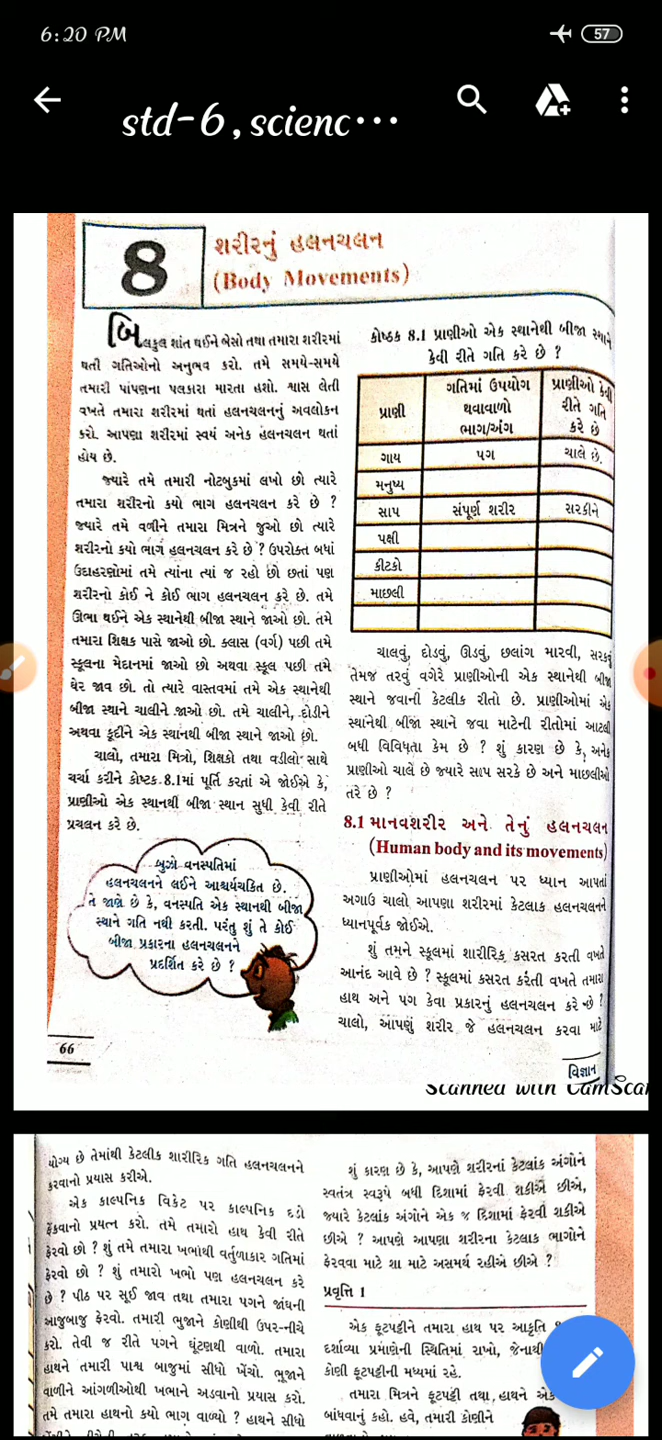 6:20 PM
57
std-6,scienc...
8
શરીરનું હલનચલન
(Body Movements)
બિલકુલ શાંત થઈને બેસો તથા તમારા શરીરમાં
થતી ગતિઓનો અનુભવ કરો. તમે સમયે-સમયે
તમારી પાંપણના પલકારા મારતા હશો. શ્વાસ લેતી
વખતે તમારા શરીરમાં થતાં હલનચલનનું અવલોકન
કરો. આપણા શરીરમાં સ્વયં અનેક હલનચલન થતાં
હોય છે.
જ્યારે તમે તમારી નોટબુકમાં લખો છો ત્યારે
તમારા શરીરનો કયો ભાગ હલનચલન કરે છે ?
જ્યારે તમે વળીને તમારા મિત્રને જુઓ છો ત્યારે
શરીરનો કયો ભાગ હલનચલન કરે છે ? ઉપરોક્ત બધાં
ઉદાહરણોમાં તમે ત્યાંના ત્યાં જ રહો છો છતાં પણ
શરીરનો કોઈ ને કોઈ ભાગ હલનચલન કરે છે. તમે
ઊભા થઈને એક સ્થાનેથી બીજા સ્થાને જાઓ છો. તમે
તમારા શિક્ષક પાસે જાઓ છો. ક્લાસ (વર્ગ) પછી તમે
સ્કૂલના મેદાનમાં જાઓ છો અથવા સ્કૂલ પછી તમે
ઘેર જાવ છો. તો ત્યારે વાસ્તવમાં તમે એક સ્થાનેથી
બીજા સ્થાને ચાલીને જાઓ છો. તમે ચાલીને, દોડીને
અથવા કૂદીને એક સ્થાનથી બીજા સ્થાને જાઓ છો.
ચાલો, તમારા મિત્રો, શિક્ષકો તથા વડીલો સાથે
ચર્ચા કરીને કોષ્ટક 8.1માં પૂર્તિ કરતાં એ જોઈએ કે,
પ્રાણીઓ એક સ્થાનથી બીજા સ્થાન સુધી કેવી રીતે
પ્રચલન કરે છે.
બુઝો વનસ્પતિમાં
હલનચલનને લઈને આશ્ચર્યચકિત છે.
તે જાણે છે કે, વનસ્પતિ એક સ્થાનથી બીજા
સ્થાને ગતિ નથી કરતી. પરંતુ શું તે કોઈ
બીજા પ્રકારના હલનચલનને
પ્રદર્શિત કરે છે ?
66
કોષ્ઠક 8.1 પ્રાણીઓ એક સ્થાનેથી બીજા સ્થાને
કેવી રીતે ગતિ કરે છે ?
પ્રાણી
ગતિમાં ઉપયોગ
થવાવાળો
ભાગ/અંગ
પ્રાણીઓ કેવી
રીતે ગતિ
કરે છે
ગાય પગ ચાલે છે.
મનુષ્ય
સાપ સંપૂર્ણ શરીર સરકીને
પક્ષી
કીટકો
માછલી
ચાલવું, દોડવું, ઊડવું, છલાંગ મારવી, સરકવું
તેમજ તરવું વગેરે પ્રાણીઓની એક સ્થાનેથી બીજા
સ્થાને જવાની કેટલીક રીતો છે. પ્રાણીઓમાં એક
સ્થાનેથી બીજા સ્થાને જવા માટેની રીતોમાં આટલી
બધી વિવિધતા કેમ છે ? શું કારણ છે કે, અનેક
પ્રાણીઓ ચાલે છે જ્યારે સાપ સરકે છે અને માછલીઓ
તરે છે ?
8.1 માનવશરીર અને તેનું હલનચલન
(Human body and its movements)
પ્રાણીઓમાં હલનચલન પર ધ્યાન આપતાં
અગાઉ ચાલો આપણા શરીરમાં કેટલાક હલનચલનને
ધ્યાનપૂર્વક જોઈએ.
શું તમને સ્કૂલમાં શારીરિક કસરત કરતી વખતે
આનંદ આવે છે ? સ્કૂલમાં કસરત કરતી વખતે તમારા
હાથ અને પગ કેવા પ્રકારનું હલનચલન કરે છે ?
ચાલો, આપણું શરીર જે હલનચલન કરવા માટે
વિજ્ઞાન
Scanned with CamScan
યોગ્ય છે તેમાંથી કેટલીક શારીરિક ગતિ હલનચલનને
કરવાનો પ્રયાસ કરીએ.
એક કાલ્પનિક વિકેટ પર કાલ્પનિક દડો
ફેંકવાનો પ્રયત્ન કરો. તમે તમારો હાથ કેવી રીતે
ફેરવો છો ? શું તમે તમારા ખભાથી વર્તુળાકાર ગતિમાં
ફેરવો છો ? શું તમારો ખભો પણ હલનચલન કરે
છે ? પીઠ પર સૂઈ જાવ તથા તમારા પગને જાંઘની
આજુબાજુ ફેરવો. તમારી ભુજાને કોણીથી ઉપર-નીચે
કરો. તેવી જ રીતે પગને ઘૂંટણથી વાળો. તમારા
હાથને તમારી પાર્શ્વ બાજુમાં સીધો ખેંચો. ભુજાને
વાળીને આંગળીઓથી ખભાને અડવાનો પ્રયાસ કરો.
તમે તમારા હાથનો કયો ભાગ વાળ્યો ? હાથને સીધો
શું કારણ છે કે, આપણે શરીરનાં કેટલાંક અંગોને
સ્વતંત્ર સ્વરૂપે બધી દિશામાં ફેરવી શકીએ છીએ,
જ્યારે કેટલાંક અંગોને એક જ દિશામાં ફેરવી શકીએ
છીએ ? આપણે આપણા શરીરના કેટલાક ભાગોને
ફેરવવા માટે શા માટે અસમર્થ રહીએ છીએ ?
પ્રવૃત્તિ 1
એક ફૂટપટ્ટીને તમારા હાથ પર આકૃતિ
દર્શાવ્યા પ્રમાણેની સ્થિતિમાં રાખો, જેનાથી
કોણી ફૂટપટ્ટીની મધ્યમાં રહે.
તમારા મિત્રને ફૂટપટ્ટી તથા હાથને એક
બાંધવાનું કહો. હવે, તમારી કોણીને